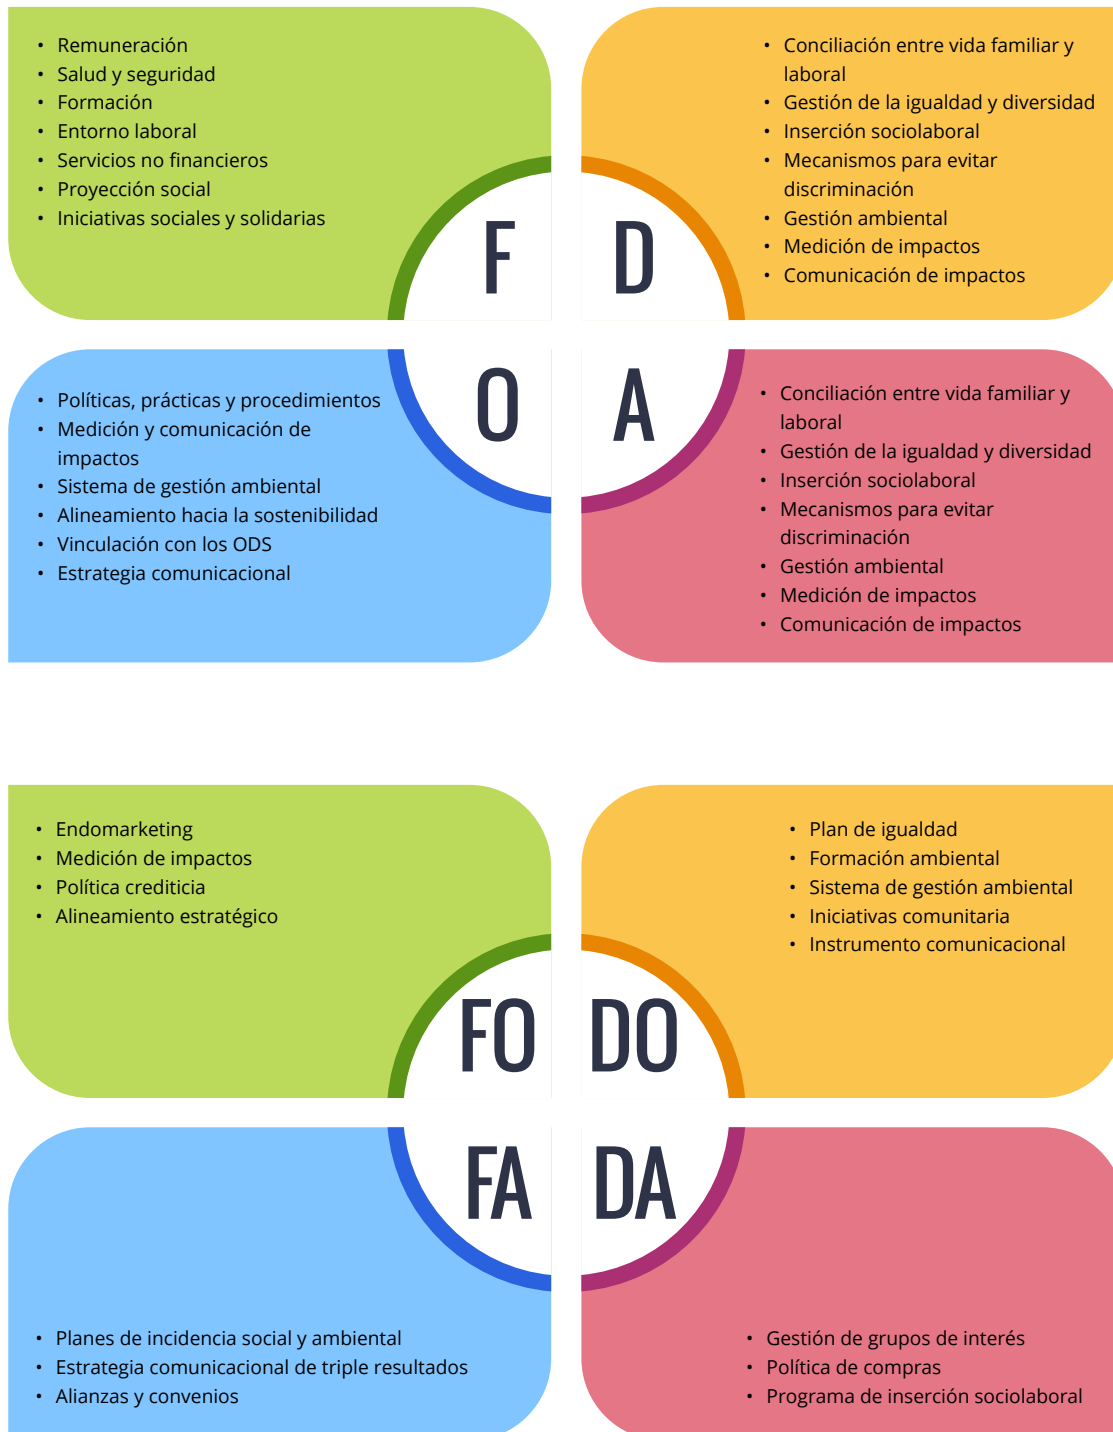 • Remuneración
• Salud y seguridad
• Formación
• Entorno laboral
• Servicios no financieros
• Proyección social
• Iniciativas sociales y solidarias
F
• Conciliación entre vida familiar y
laboral
• Gestión de la igualdad y diversidad
• Inserción sociolaboral
• Mecanismos para evitar
discriminación
• Gestión ambiental
• Medición de impactos
• Comunicación de impactos
D
• Políticas, prácticas y procedimientos
• Medición y comunicación de
impactos
• Sistema de gestión ambiental
• Alineamiento hacia la sostenibilidad
• Vinculación con los ODS
• Estrategia comunicacional
O
• Conciliación entre vida familiar y
laboral
• Gestión de la igualdad y diversidad
• Inserción sociolaboral
• Mecanismos para evitar
discriminación
• Gestión ambiental
• Medición de impactos
• Comunicación de impactos
A
• Endomarketing
• Medición de impactos
• Política crediticia
• Alineamiento estratégico
FO
• Plan de igualdad
• Formación ambiental
• Sistema de gestión ambiental
• Iniciativas comunitaria
• Instrumento comunicacional
DO
FA
• Planes de incidencia social y ambiental
• Estrategia comunicacional de triple resultados
• Alianzas y convenios
DA
• Gestión de grupos de interés
• Política de compras
• Programa de inserción sociolaboral